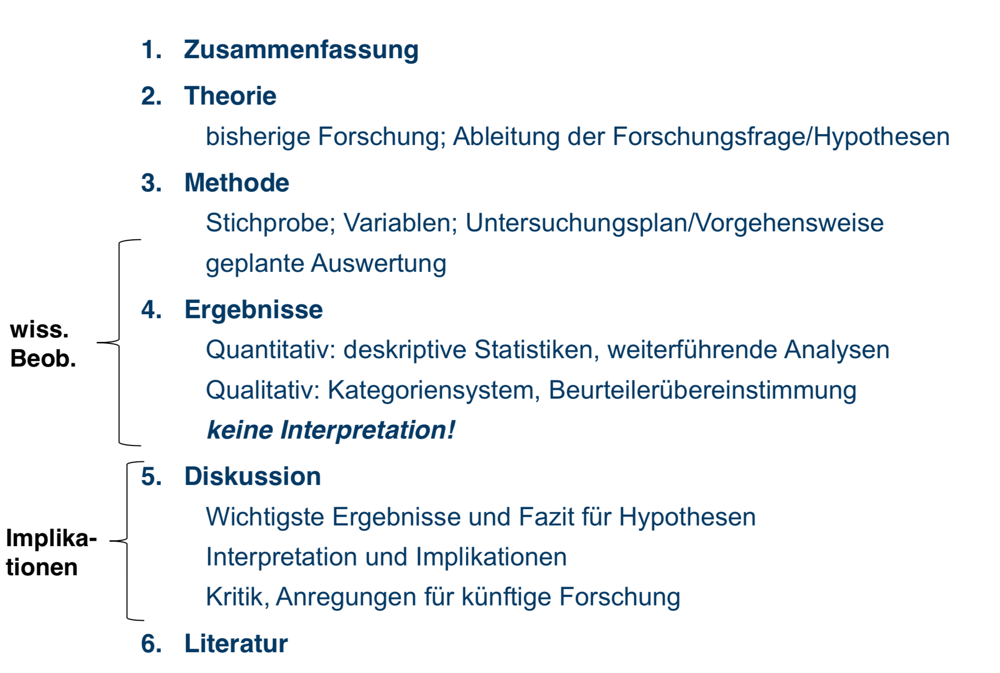 1. Zusammenfassung
2. Theorie
bisherige Forschung; Ableitung der Forschungsfrage/Hypothesen
3. Methode
Stichprobe; Variablen; Untersuchungsplan/Vorgehensweise
geplante Auswertung
4. Ergebnisse
wiss.
Beob.
Quantitativ: deskriptive Statistiken, weiterführende Analysen
Qualitativ: Kategoriensystem, Beurteilerübereinstimmung
keine Interpretation!
5. Diskussion
Wichtigste Ergebnisse und Fazit für Hypothesen
Implika-
tionen
Interpretation und Implikationen
Kritik, Anregungen für künftige Forschung
6. Literatur